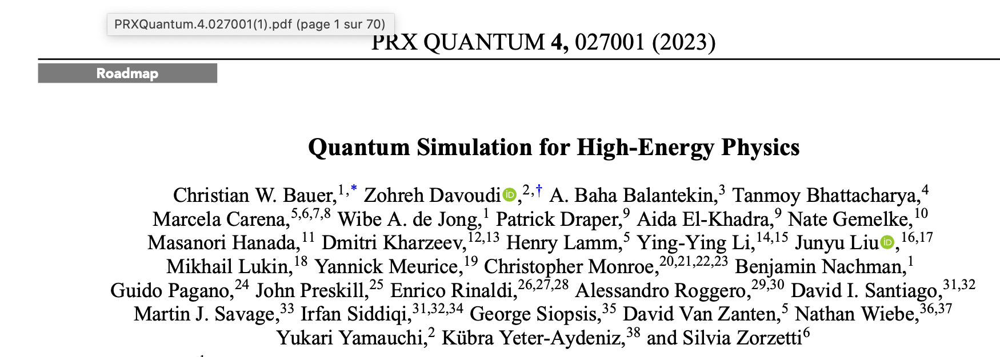 PRXQuantum.4.027001(1).pdf (page 1 sur 70)
PRX QUANTUM 4, 027001 (2023)
Roadmap
Quantum Simulation for High-Energy Physics
Christian W. Bauer,1,* Zohreh Davoudi iD,2,† A. Baha Balantekin,3 Tanmoy Bhattacharya,4
Marcela Carena,5,6,7,8 Wibe A. de Jong,1 Patrick Draper,9 Aida El-Khadra,9 Nate Gemelke,10
Masanori Hanada,11 Dmitri Kharzeev,12,13 Henry Lamm,5 Ying-Ying Li,14,15 Junyu Liu iD,16,17
Mikhail Lukin,18 Yannick Meurice,19 Christopher Monroe,20,21,22,23 Benjamin Nachman,1
Guido Pagano,24 John Preskill,25 Enrico Rinaldi,26,27,28 Alessandro Roggero,29,30 David I. Santiago,31,32
Martin J. Savage,33 Irfan Siddiqi,31,32,34 George Siopsis,35 David Van Zanten,5 Nathan Wiebe,36,37
Yukari Yamauchi,2 Kübra Yeter-Aydeniz,38 and Silvia Zorzetti6